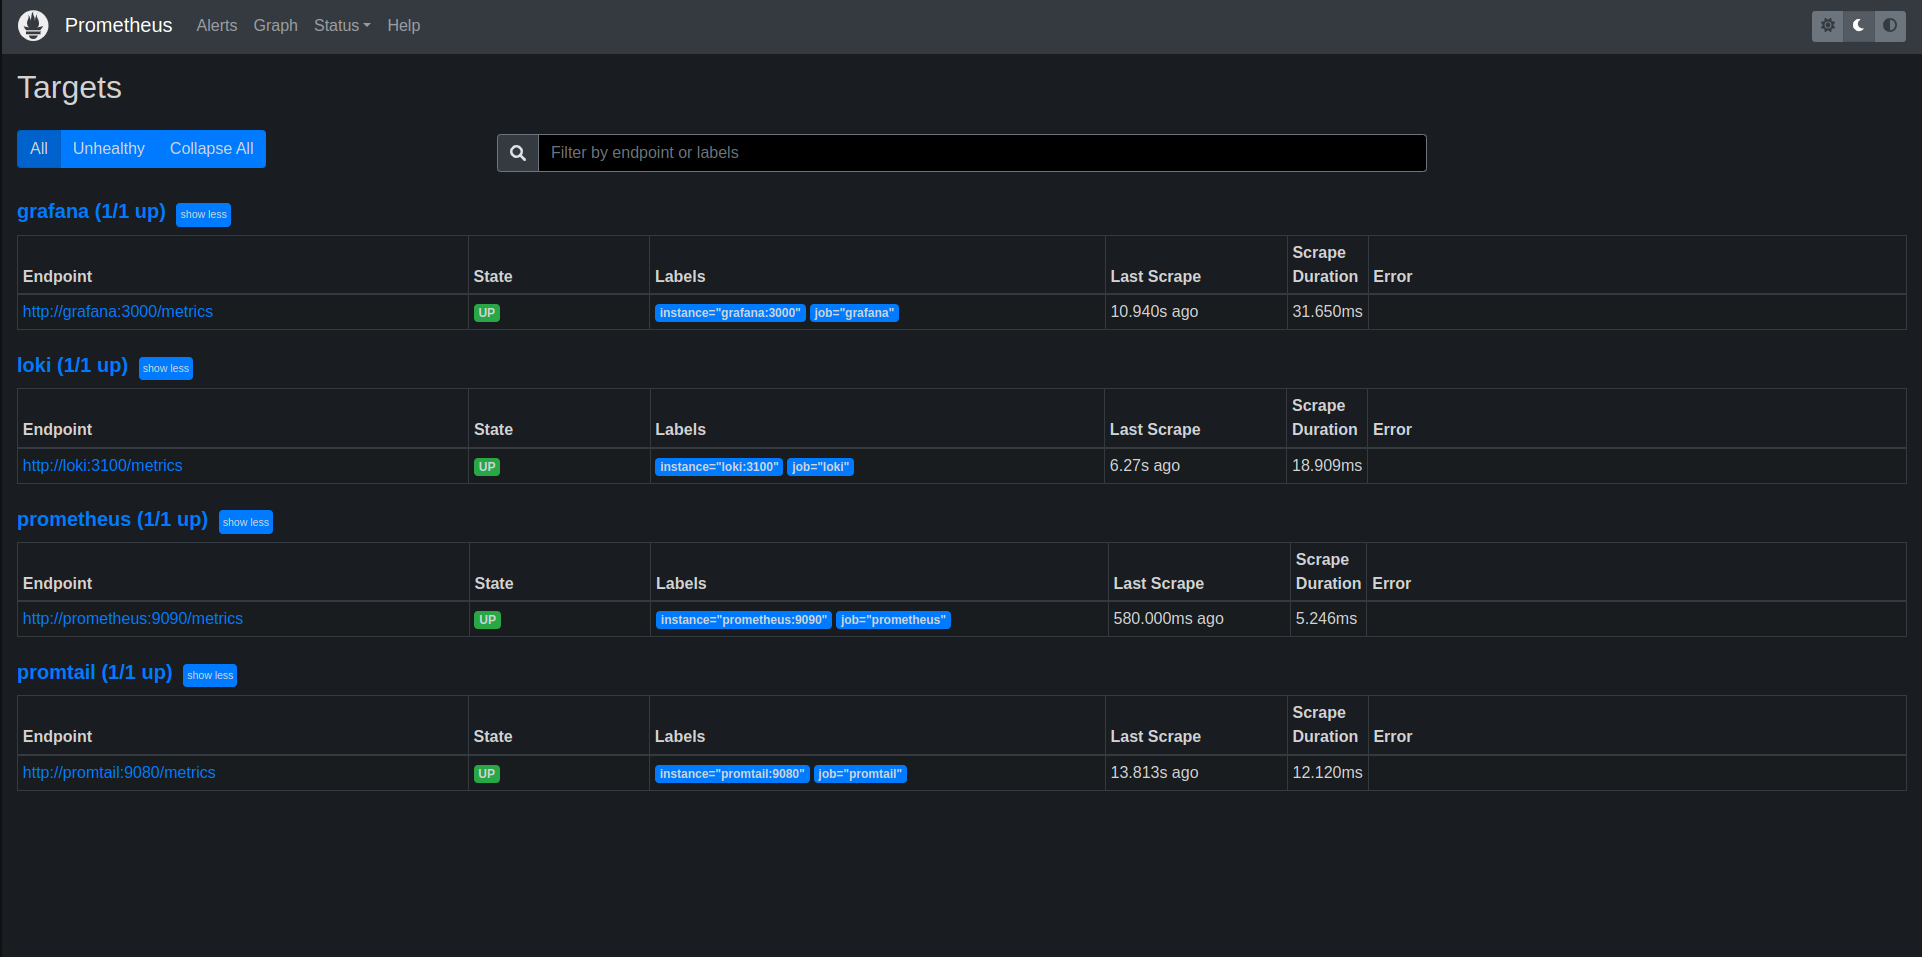 Prometheus Alerts Graph Status Help
Targets
All Unhealthy Collapse All
Filter by endpoint or labels
grafana (1/1 up) show less
Endpoint State Labels Last Scrape Scrape Duration Error
http://grafana:3000/metrics UP instance="grafana:3000" job="grafana" 10.940s ago 31.650ms
loki (1/1 up) show less
Endpoint State Labels Last Scrape Scrape Duration Error
http://loki:3100/metrics UP instance="loki:3100" job="loki" 6.27s ago 18.909ms
prometheus (1/1 up) show less
Endpoint State Labels Last Scrape Scrape Duration Error
http://prometheus:9090/metrics UP instance="prometheus:9090" job="prometheus" 580.000ms ago 5.246ms
promtail (1/1 up) show less
Endpoint State Labels Last Scrape Scrape Duration Error
http://promtail:9080/metrics UP instance="promtail:9080" job="promtail" 13.813s ago 12.120ms